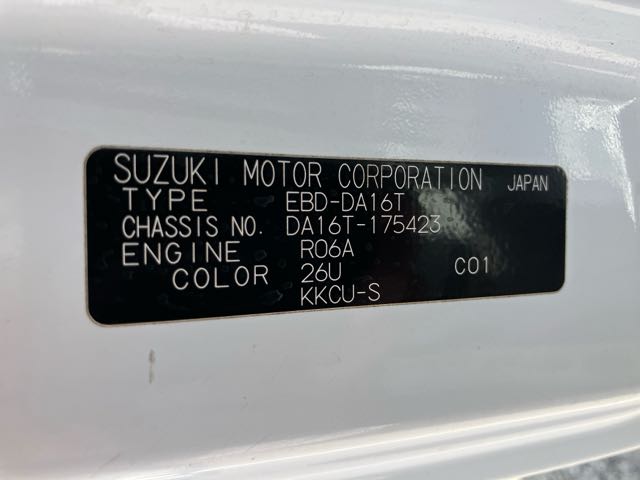 SUZUKI MOTOR CORPORATION JAPAN
TYPE EBD-DA16T
CHASSIS NO. DA16T-175423
ENGINE R06A
COLOR 26U C01
KKCU-S